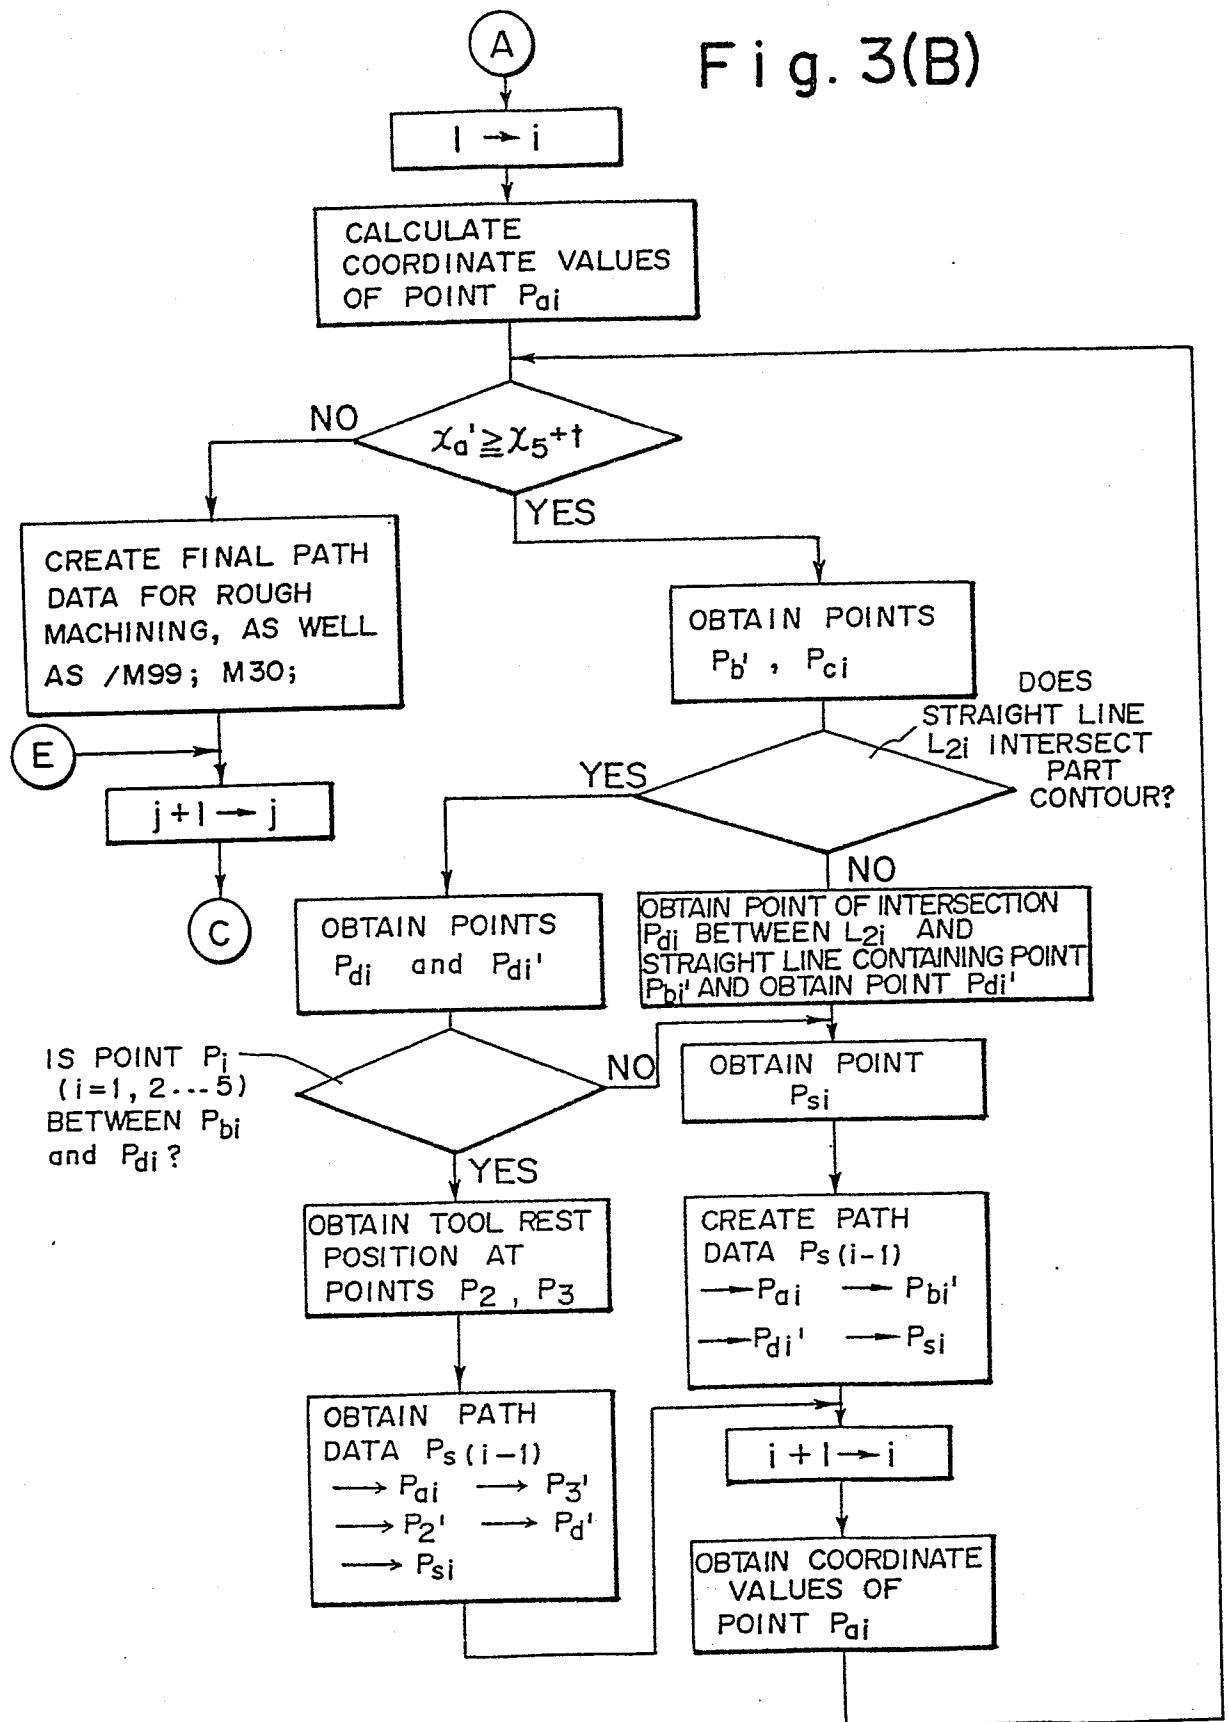 A
Fig. 3(B)
1 → i
CALCULATE
COORDINATE VALUES
OF POINT Pai
NO
χa' ≧ χ5+t
YES
CREATE FINAL PATH
DATA FOR ROUGH
MACHINING, AS WELL
AS /M99; M30;
OBTAIN POINTS
Pb' , Pci
DOES
STRAIGHT LINE
L2i INTERSECT
PART
CONTOUR?
E
YES
j+1 → j
NO
C
OBTAIN POINTS
Pdi and Pdi'
OBTAIN POINT OF INTERSECTION
Pdi BETWEEN L2i AND
STRAIGHT LINE CONTAINING POINT
Pbi' AND OBTAIN POINT Pdi'
IS POINT Pi
(i=1, 2---5)
BETWEEN Pbi
and Pdi?
NO
OBTAIN POINT
Psi
YES
OBTAIN TOOL REST
POSITION AT
POINTS P2 , P3
CREATE PATH
DATA Ps(i-1)
→ Pai → Pbi'
→ Pdi' → Psi
OBTAIN PATH
DATA Ps(i-1)
→ Pai → P3'
→ P2' → Pd'
→ Psi
i + 1 → i
OBTAIN COORDINATE
VALUES OF
POINT Pai